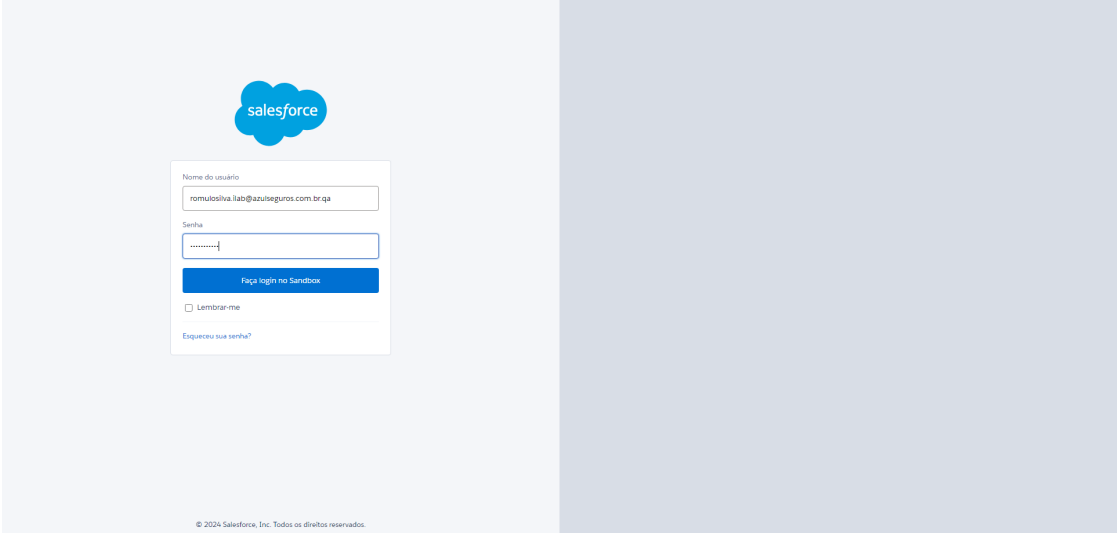 salesforce
Nome do usuário
romulosilva.ilab@azulseguros.com.br.qa
Senha
Faça login no Sandbox
Lembrar-me
Esqueceu sua senha?
© 2024 Salesforce, Inc. Todos os direitos reservados.